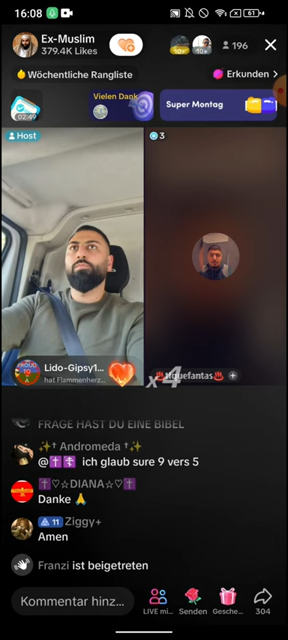 16:08
61
Ex-Muslim
379.4K Likes
196
Wöchentliche Rangliste
Erkunden >
02:49
Vielen Dank
Super Montag
Host
3
Lido-Gipsy1...
hat Flammenherz...
x4
FRAGE HAST DU EINE BIBEL
✨† Andromeda †✨
@✝️☦️ ich glaub sure 9 vers 5
✝️♡☆DIANA☆♡✝️
Danke 🙏
11 Ziggy+
Amen
Franzi ist beigetreten
Kommentar hinz...
LIVE mi...
Senden
Gesche...
304